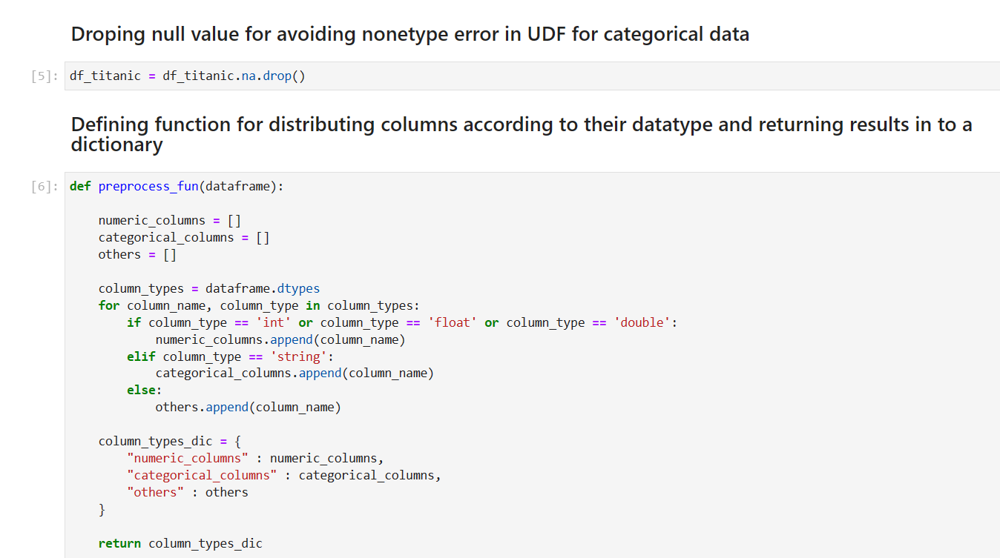 Droping null value for avoiding nonetype error in UDF for categorical data
[5]: df_titanic = df_titanic.na.drop()
Defining function for distributing columns according to their datatype and returning results in to a
dictionary
[6]: def preprocess_fun(dataframe):
numeric_columns = []
categorical_columns = []
others = []
column_types = dataframe.dtypes
for column_name, column_type in column_types:
if column_type == 'int' or column_type == 'float' or column_type == 'double':
numeric_columns.append(column_name)
elif column_type == 'string':
categorical_columns.append(column_name)
else:
others.append(column_name)
column_types_dic = {
"numeric_columns" : numeric_columns,
"categorical_columns" : categorical_columns,
"others" : others
}
return column_types_dic